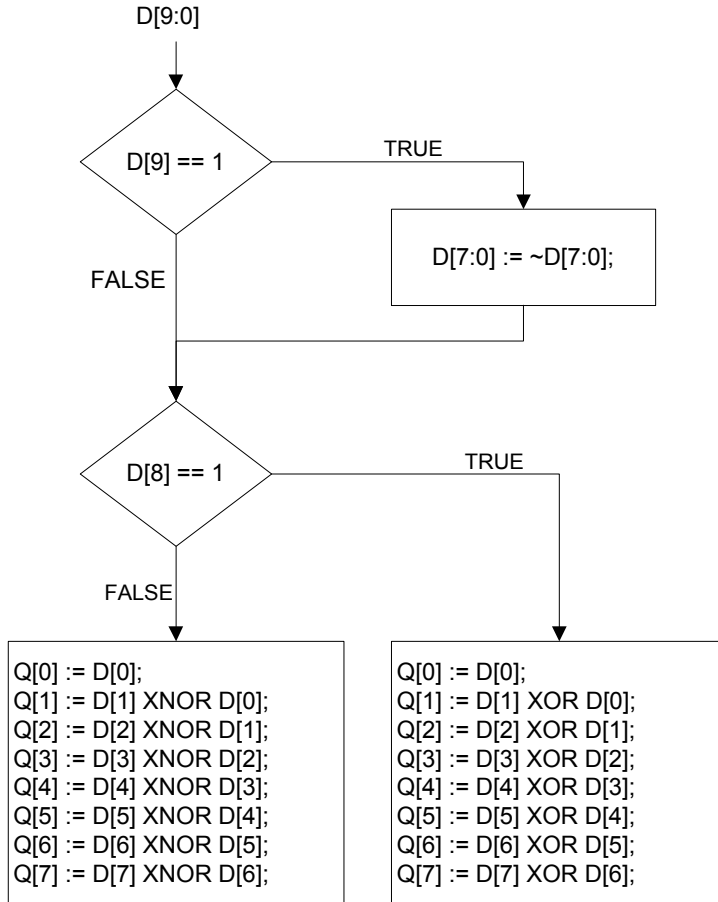 D[9:0]
D[9] == 1
TRUE
D[7:0] := ~D[7:0];
FALSE
D[8] == 1
TRUE
FALSE
Q[0] := D[0];
Q[1] := D[1] XNOR D[0];
Q[2] := D[2] XNOR D[1];
Q[3] := D[3] XNOR D[2];
Q[4] := D[4] XNOR D[3];
Q[5] := D[5] XNOR D[4];
Q[6] := D[6] XNOR D[5];
Q[7] := D[7] XNOR D[6];
Q[0] := D[0];
Q[1] := D[1] XOR D[0];
Q[2] := D[2] XOR D[1];
Q[3] := D[3] XOR D[2];
Q[4] := D[4] XOR D[3];
Q[5] := D[5] XOR D[4];
Q[6] := D[6] XOR D[5];
Q[7] := D[7] XOR D[6];